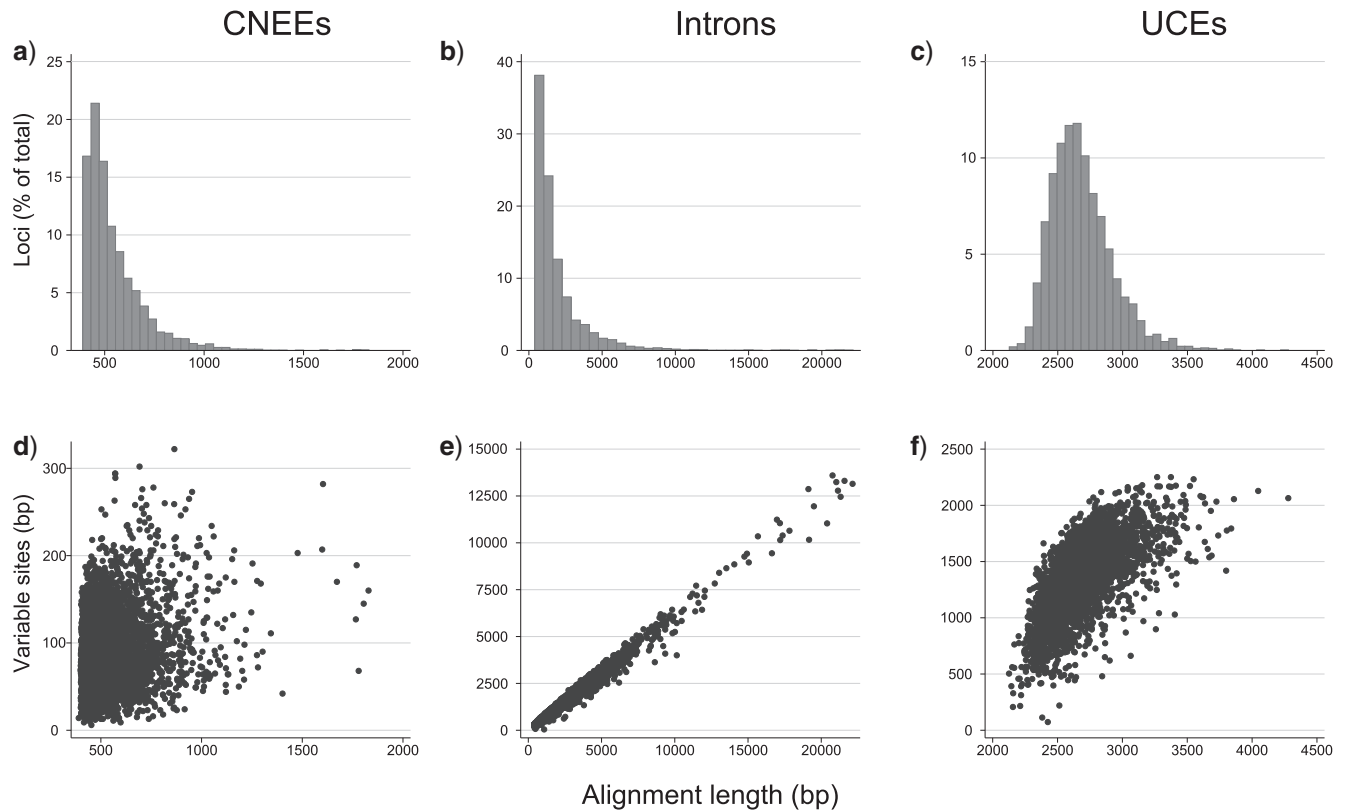 CNEEs Introns UCEs
a) b) c)
Loci (% of total)
25
20
15
10
5
0
500 1000 1500 2000
40
30
20
10
0
0 5000 10000 15000 20000
15
10
5
0
2000 2500 3000 3500 4000 4500
d) e) f)
Variable sites (bp)
300
200
100
0
500 1000 1500 2000
15000
12500
10000
7500
5000
2500
0
0 5000 10000 15000 20000
2500
2000
1500
1000
500
0
2000 2500 3000 3500 4000 4500
Alignment length (bp)